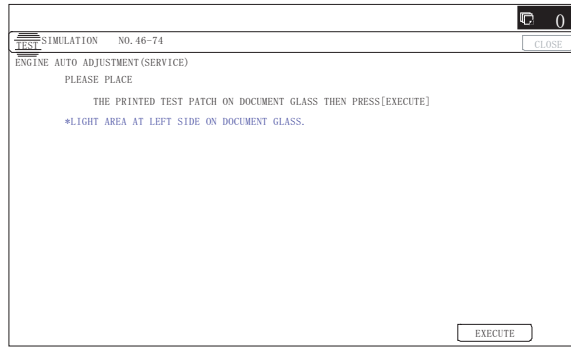 0
TEST SIMULATION NO.46-74
CLOSE
ENGINE AUTO ADJUSTMENT(SERVICE)
PLEASE PLACE
THE PRINTED TEST PATCH ON DOCUMENT GLASS THEN PRESS[EXECUTE]
*LIGHT AREA AT LEFT SIDE ON DOCUMENT GLASS.
EXECUTE